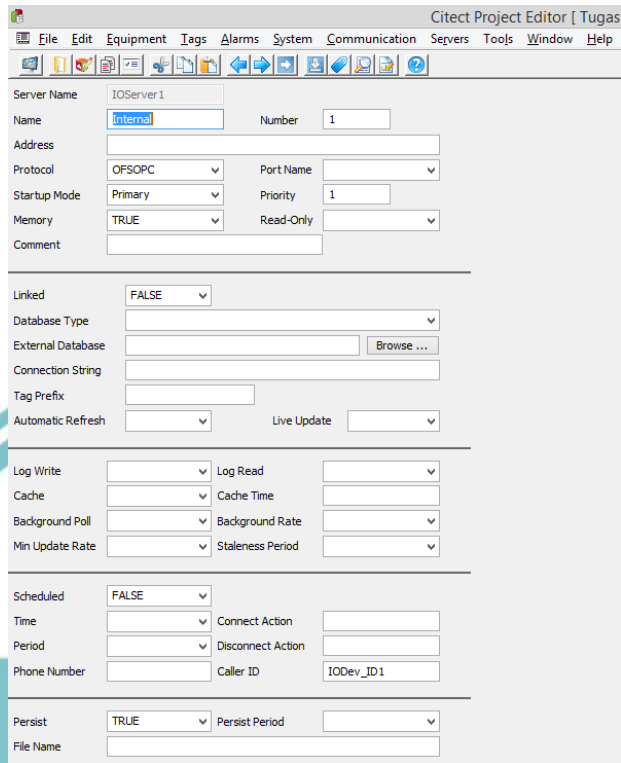 Citect Project Editor [ Tugas
File Edit Equipment Tags Alarms System Communication Servers Tools Window Help
Server Name IOServer1
Name Internal Number 1
Address
Protocol OFSOPC Port Name
Startup Mode Primary Priority 1
Memory TRUE Read-Only
Comment
Linked FALSE
Database Type
External Database Browse ...
Connection String
Tag Prefix
Automatic Refresh Live Update
Log Write Log Read
Cache Cache Time
Background Poll Background Rate
Min Update Rate Staleness Period
Scheduled FALSE
Time Connect Action
Period Disconnect Action
Phone Number Caller ID IODev_ID1
Persist TRUE Persist Period
File Name